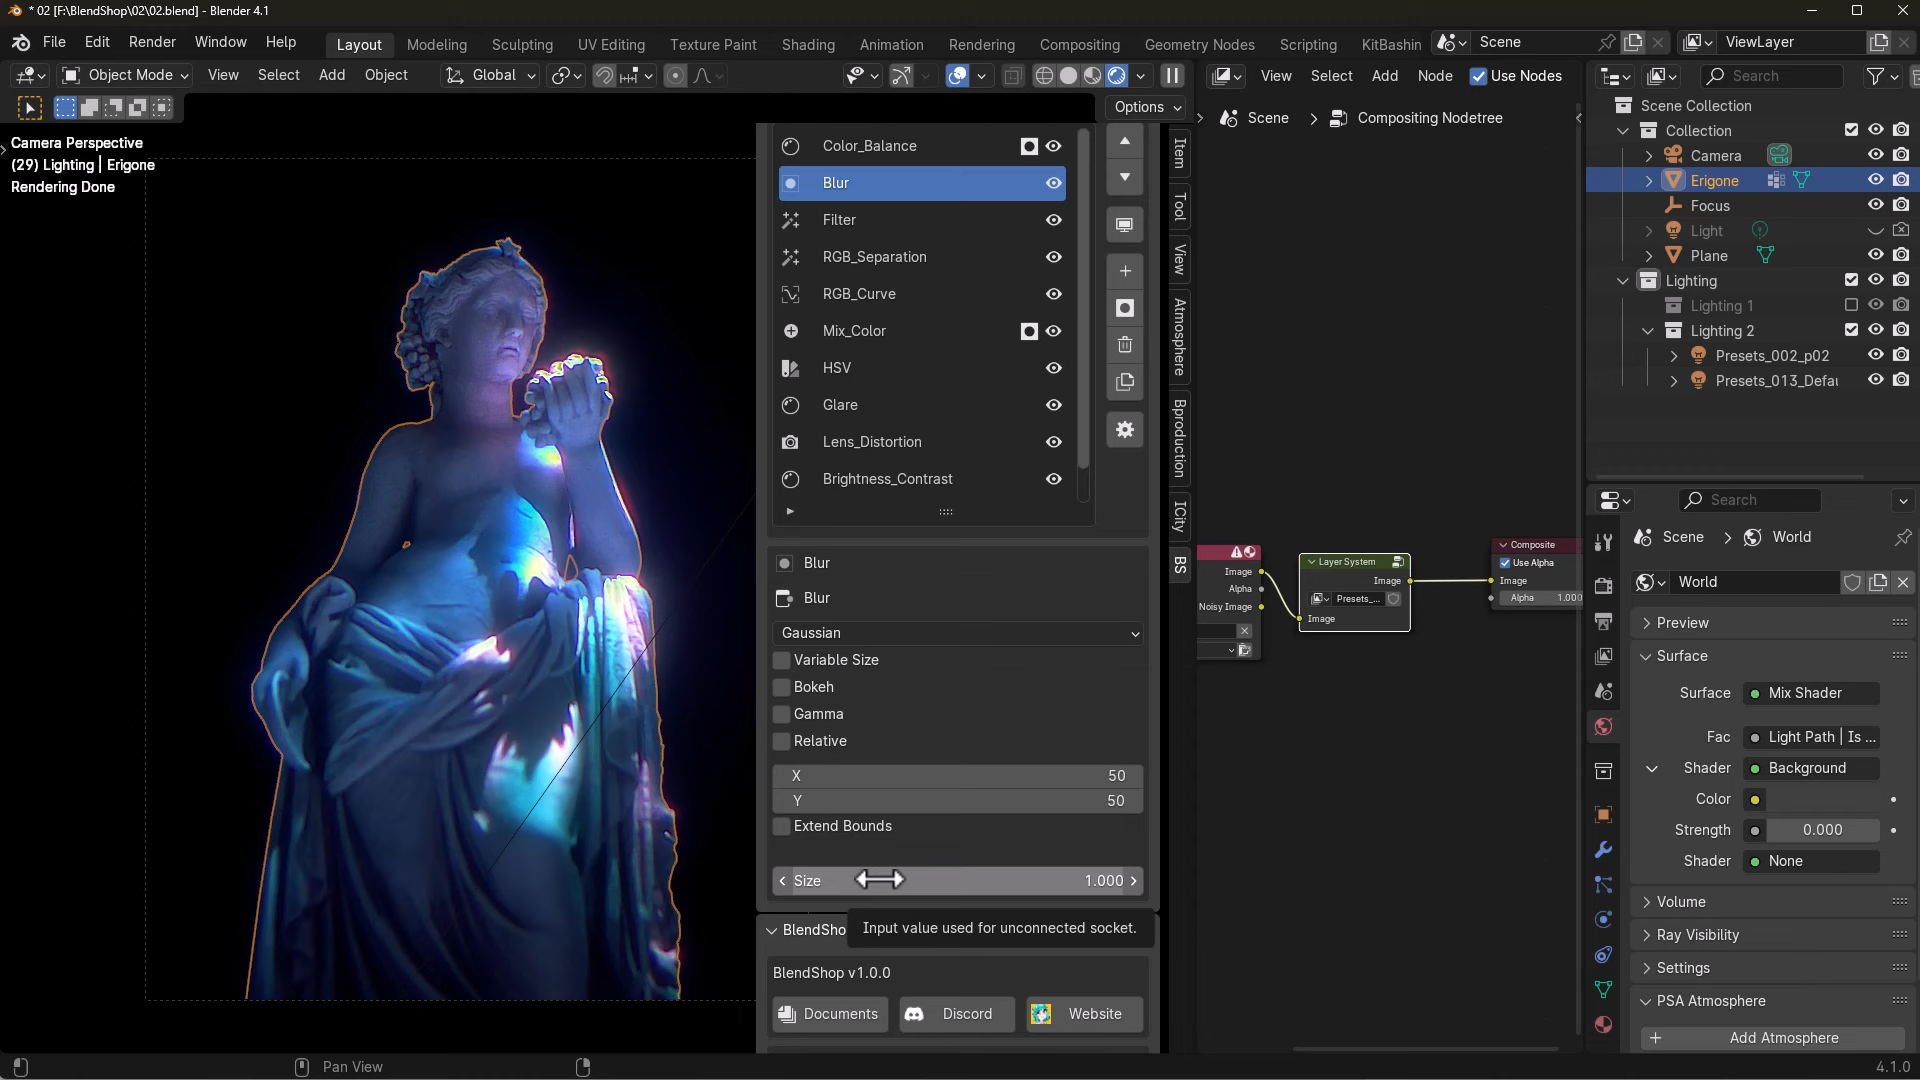 * 02 [F:\BlendShop\02\02.blend] - Blender 4.1
File Edit Render Window Help
Layout Modeling Sculpting UV Editing Texture Paint Shading Animation Rendering Compositing Geometry Nodes Scripting KitBashin
Scene
ViewLayer
Object Mode View Select Add Object Global
View Select Add Node Use Nodes
Search
Options
Scene > Compositing Nodetree
Camera Perspective
(29) Lighting | Erigone
Rendering Done
Color_Balance
Blur
Filter
RGB_Separation
RGB_Curve
Mix_Color
HSV
Glare
Lens_Distortion
Brightness_Contrast
Blur
Blur
Gaussian
Variable Size
Bokeh
Gamma
Relative
X 50
Y 50
Extend Bounds
Size 1.000
Input value used for unconnected socket.
BlendSho
BlendShop v1.0.0
Documents Discord Website
Item
Tool
View
Atmosphere
Bproduction
ICity
BS
Image
Alpha
Noisy Image
Layer System
Image
Presets_...
Image
Composite
Use Alpha
Image
Alpha 1.000
Scene Collection
Collection
Camera
Erigone
Focus
Light
Plane
Lighting
Lighting 1
Lighting 2
Presets_002_p02
Presets_013_Defau
Search
Scene > World
World
Preview
Surface
Surface Mix Shader
Fac Light Path | Is ...
Shader Background
Color
Strength 0.000
Shader None
Volume
Ray Visibility
Settings
PSA Atmosphere
+ Add Atmosphere
Pan View
4.1.0